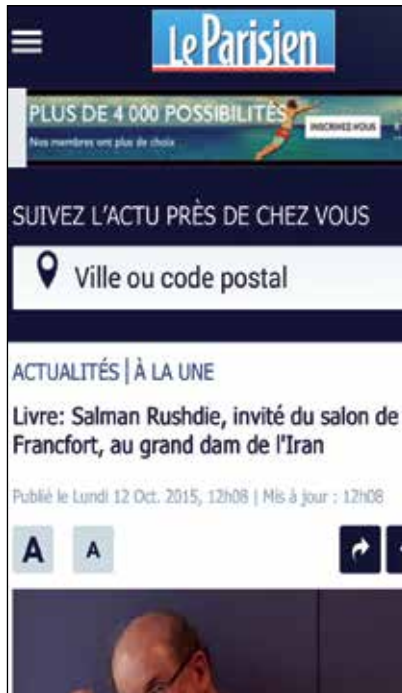 Le Parisien
PLUS DE 4 000 POSSIBILITÉS
Nos membres ont plus de choix
INSCRIVEZ-VOUS
SUIVEZ L'ACTU PRÈS DE CHEZ VOUS
Ville ou code postal
ACTUALITÉS | À LA UNE
Livre: Salman Rushdie, invité du salon de
Francfort, au grand dam de l'Iran
Publié le Lundi 12 Oct. 2015, 12h08 | Mis à jour : 12h08
A A